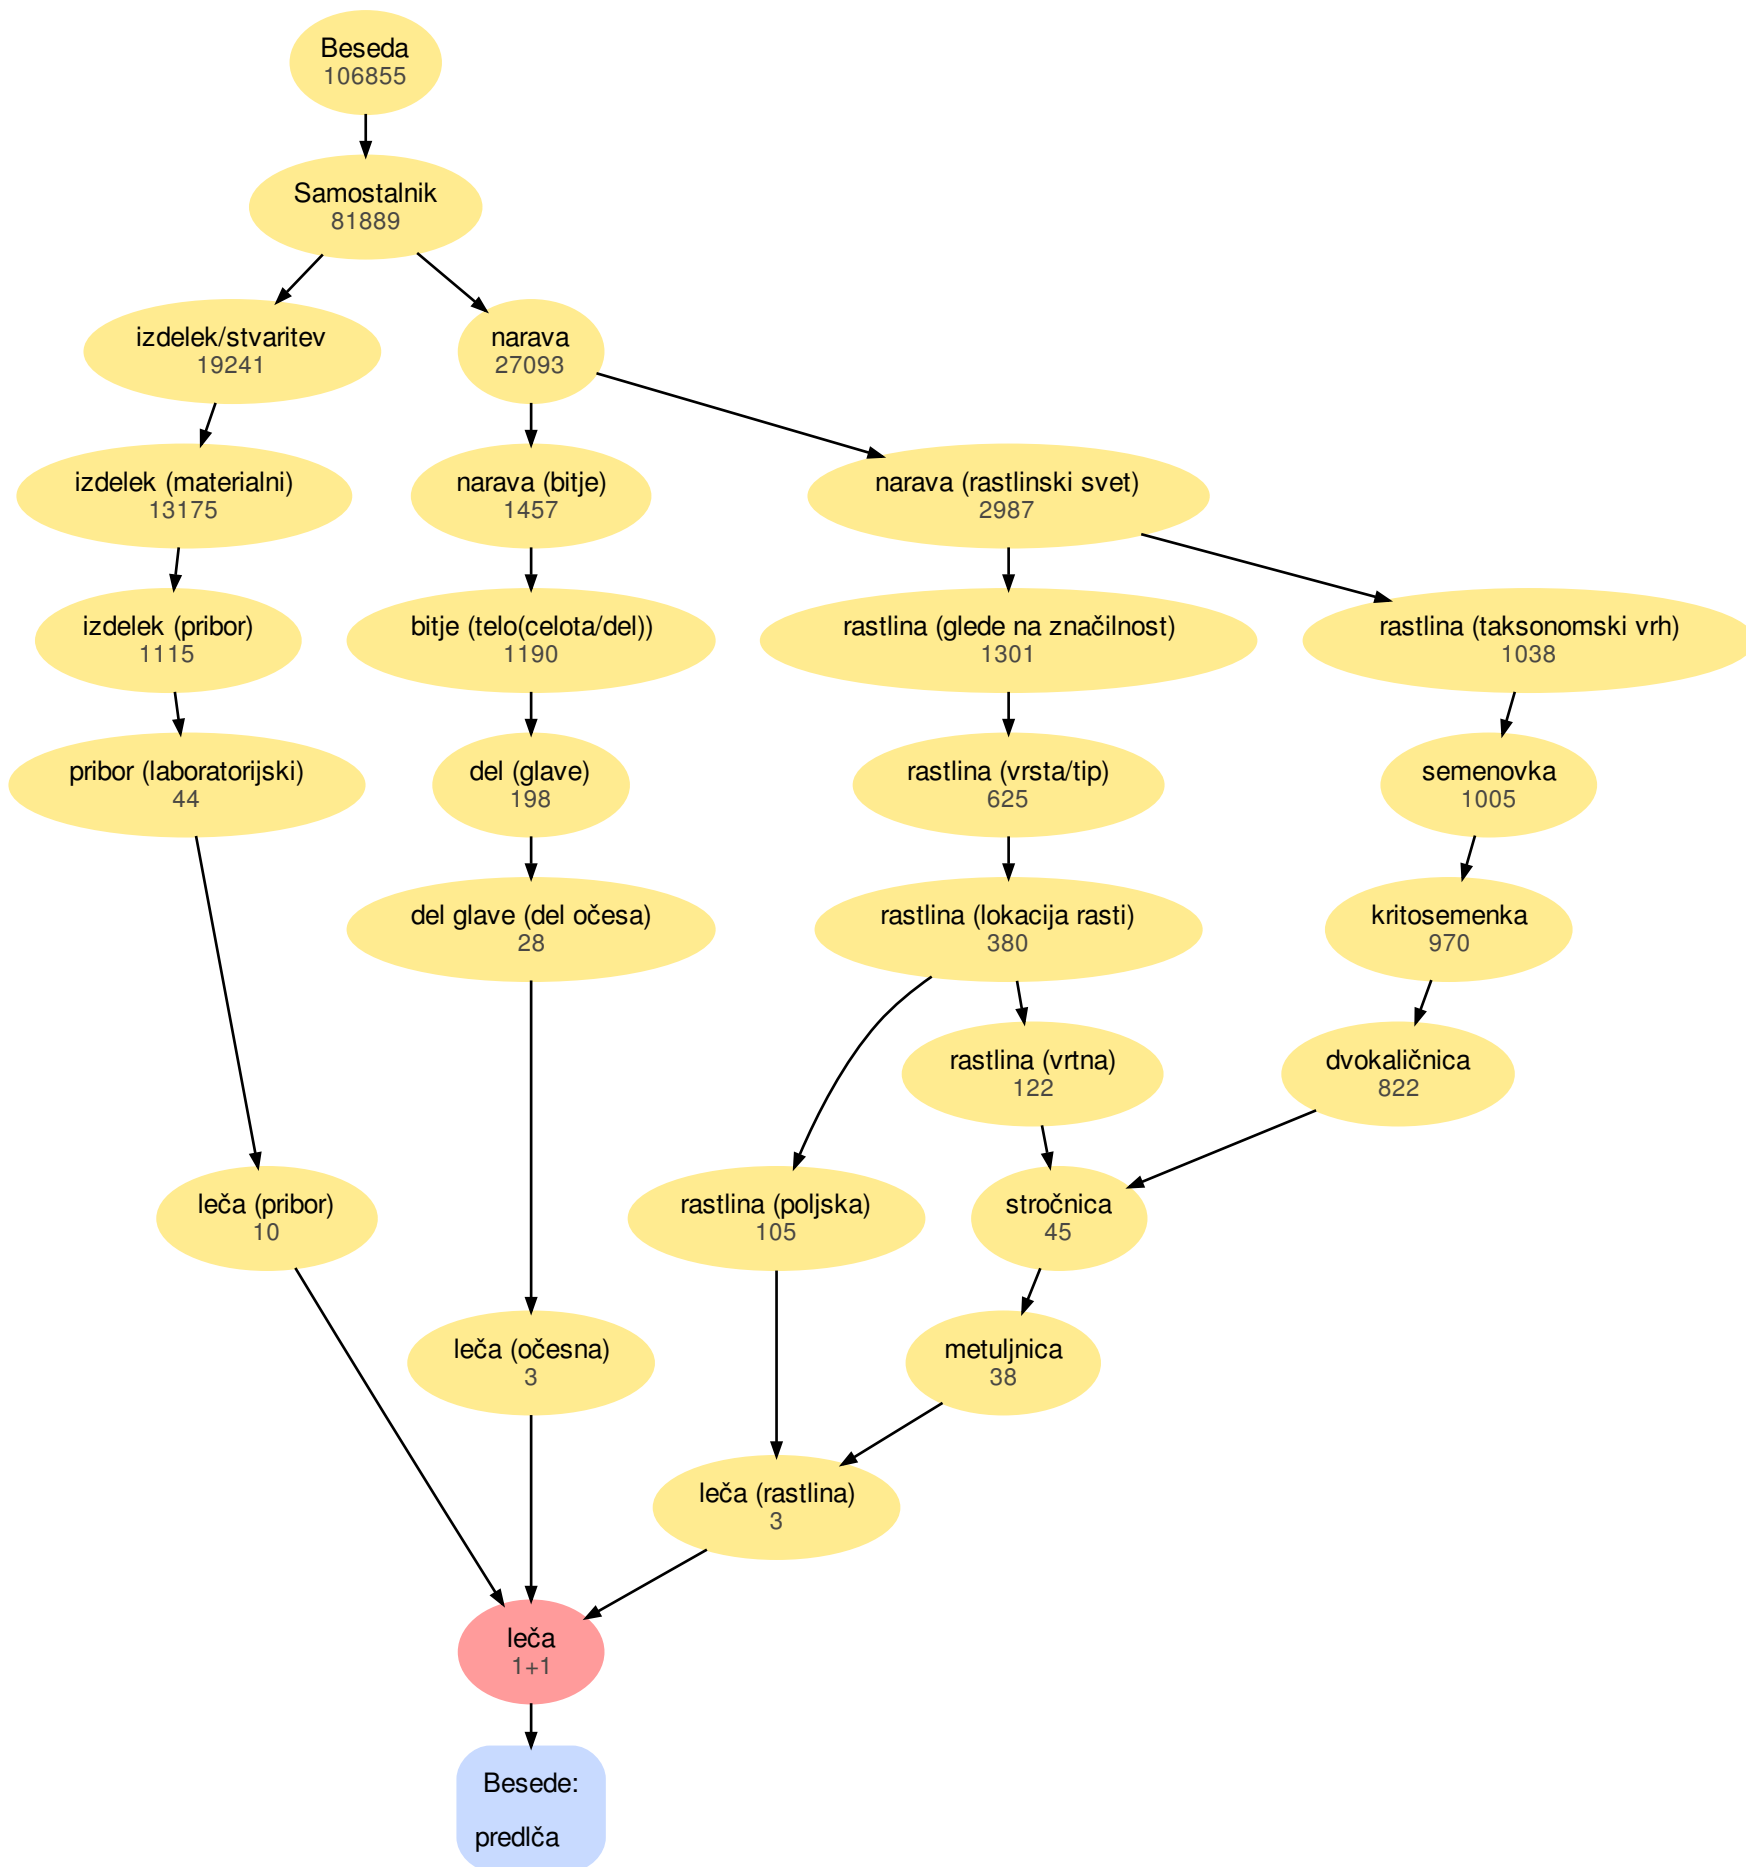 Beseda
106855
Samostalnik
81889
izdelek/stvaritev
19241
narava
27093
izdelek (materialni)
13175
narava (bitje)
1457
narava (rastlinski svet)
2987
izdelek (pribor)
1115
bitje (telo(celota/del))
1190
rastlina (glede na značilnost)
1301
rastlina (taksonomski vrh)
1038
pribor (laboratorijski)
44
del (glave)
198
rastlina (vrsta/tip)
625
semenovka
1005
del glave (del očesa)
28
rastlina (lokacija rasti)
380
kritosemenka
970
rastlina (vrtna)
122
dvokaličnica
822
leča (pribor)
10
rastlina (poljska)
105
stročnica
45
leča (očesna)
3
metuljnica
38
leča (rastlina)
3
leča
1+1
Besede:
predlča